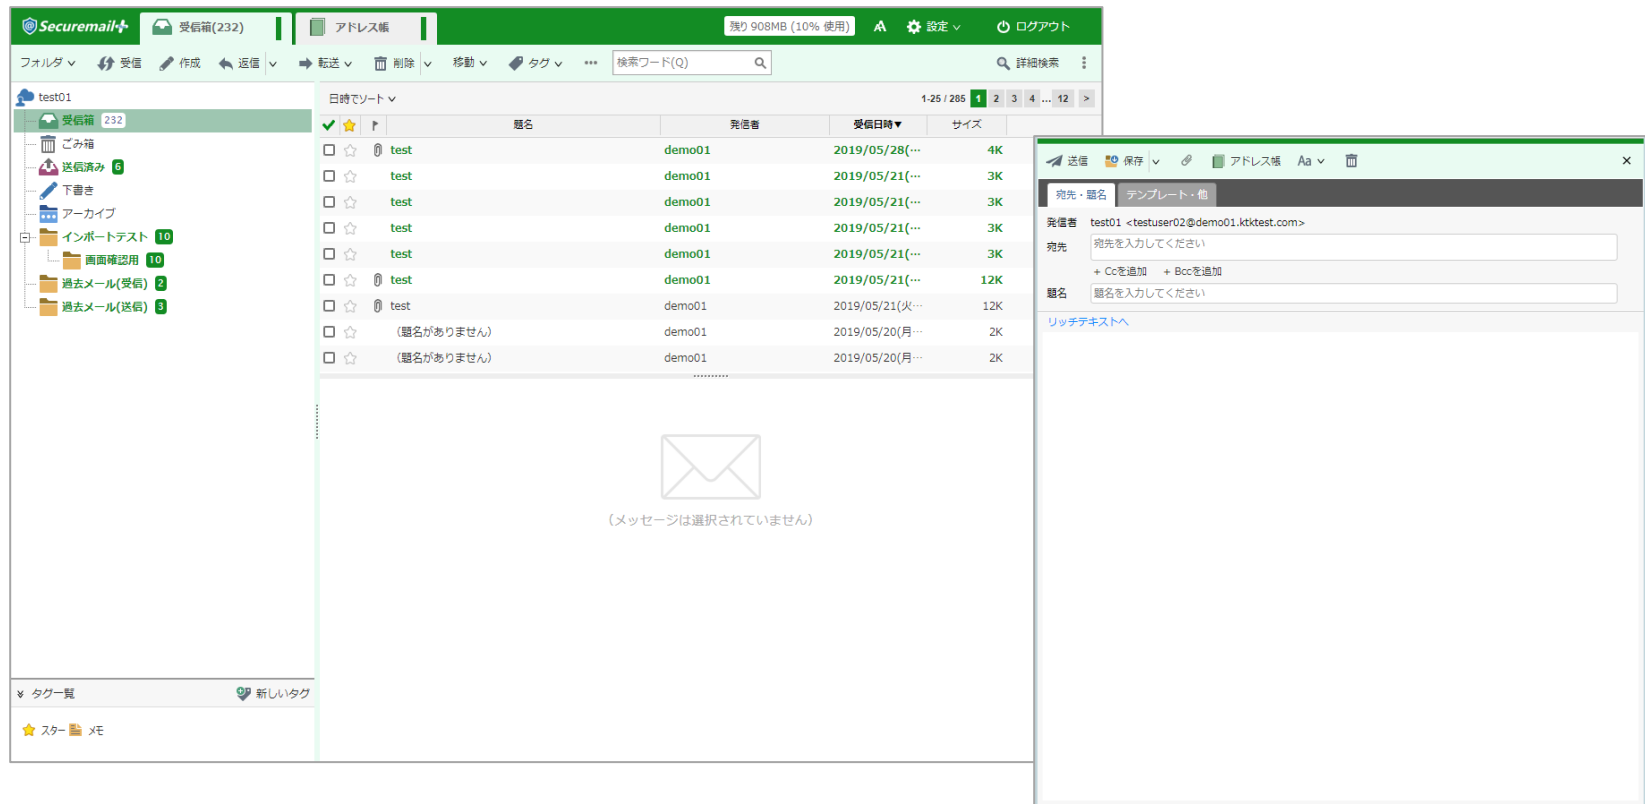 Securemail+ 受信箱(232) アドレス帳 残り 908MB (10% 使用) AA 設定 ログアウト
フォルダ 受信 作成 返信 転送 削除 移動 タグ ••• 検索ワード(Q) 詳細検索
test01
受信箱 232
ごみ箱
送信済み 6
下書き
アーカイブ
インポートテスト 10
画面確認用 10
過去メール(受信) 2
過去メール(送信) 3
タグ一覧 新しいタグ
スター メモ
日時でソート 1-25 / 285 1 2 3 4 ... 12 >
題名 発信者 受信日時▼ サイズ
test demo01 2019/05/28(… 4K
test demo01 2019/05/21(… 3K
test demo01 2019/05/21(… 3K
test demo01 2019/05/21(… 3K
test demo01 2019/05/21(… 3K
test demo01 2019/05/21(… 12K
test demo01 2019/05/21(火… 12K
(題名がありません) demo01 2019/05/20(月… 2K
(題名がありません) demo01 2019/05/20(月… 2K
(メッセージは選択されていません)
送信 保存 アドレス帳 Aa ×
宛先・題名 テンプレート・他
発信者 test01 <testuser02@demo01.ktktest.com>
宛先 宛先を入力してください
+ Ccを追加 + Bccを追加
題名 題名を入力してください
リッチテキストへ